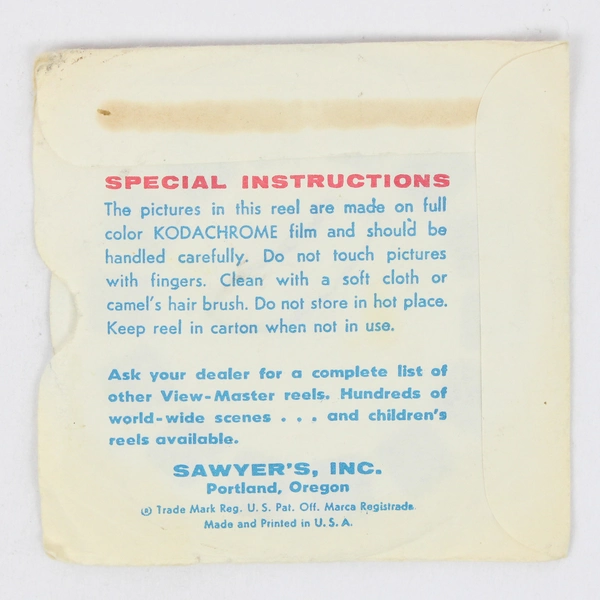 SPECIAL INSTRUCTIONS
The pictures in this reel are made on full
color KODACHROME film and should be
handled carefully. Do not touch pictures
with fingers. Clean with a soft cloth or
camel's hair brush. Do not store in hot place.
Keep reel in carton when not in use.
Ask your dealer for a complete list of
other View-Master reels. Hundreds of
world-wide scenes . . . and children's
reels available.
SAWYER'S, INC.
Portland, Oregon
® Trade Mark Reg. U. S. Pat. Off. Marca Registrada
Made and Printed in U. S. A.